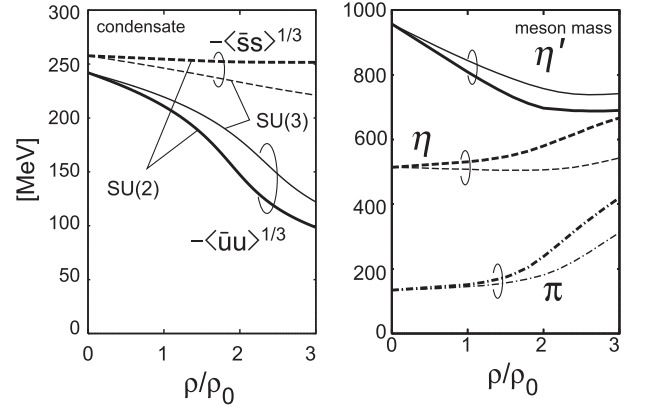 300
condensate
−⟨s̄s⟩1/3
250
200
SU(3)
[MeV]
150
SU(2)
100
−⟨ūu⟩1/3
50
0
0
1
2
3
ρ/ρ0
1000
meson mass
η′
800
600
η
400
200
π
0
0
1
2
3
ρ/ρ0